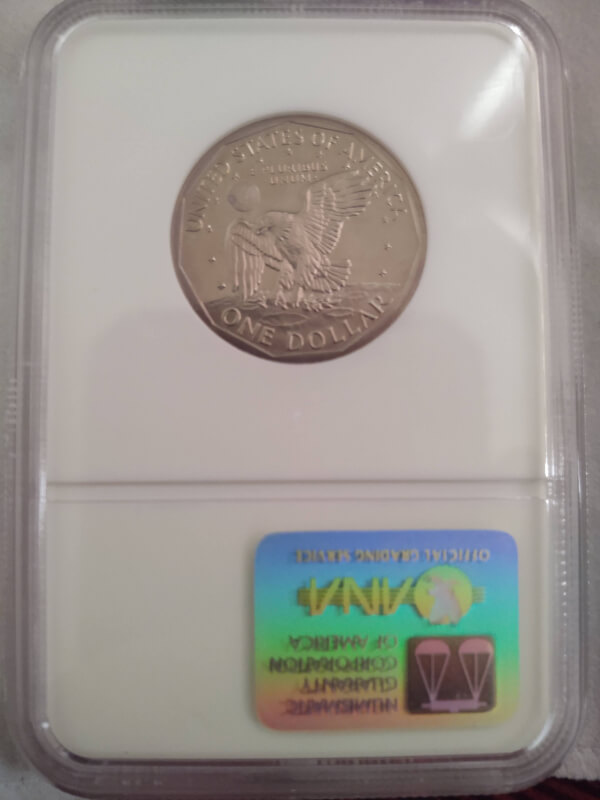 UNITED STATES OF AMERICA
E PLURIBUS
UNUM
ONE DOLLAR
NUMISMATIC
GUARANTY
CORPORATION
OF AMERICA
ANA
OFFICIAL GRADING SERVICE